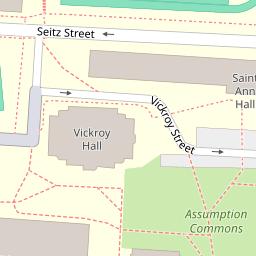 Seitz Street
Saint
Ann
Hall
Vickroy Street
Vickroy
Hall
Assumption
Commons